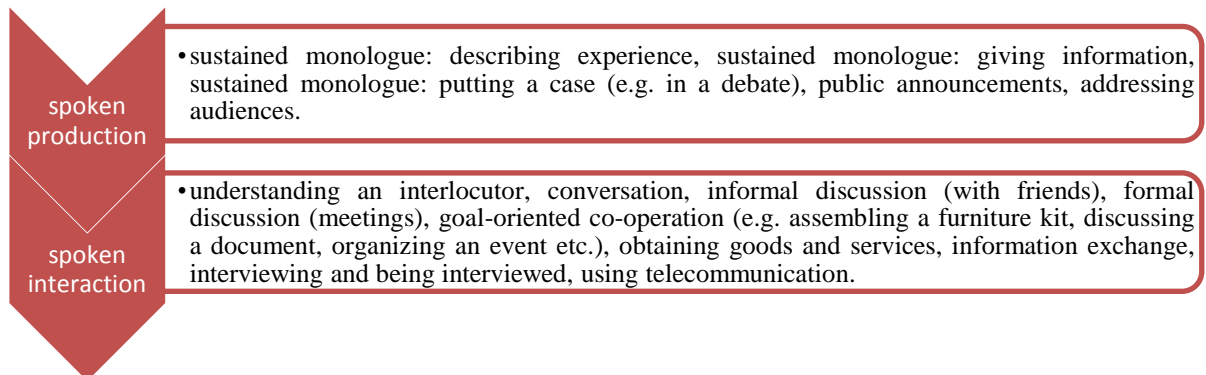 spoken
production
•sustained monologue: describing experience, sustained monologue: giving information,
sustained monologue: putting a case (e.g. in a debate), public announcements, addressing
audiences.
spoken
interaction
•understanding an interlocutor, conversation, informal discussion (with friends), formal
discussion (meetings), goal-oriented co-operation (e.g. assembling a furniture kit, discussing
a document, organizing an event etc.), obtaining goods and services, information exchange,
interviewing and being interviewed, using telecommunication.